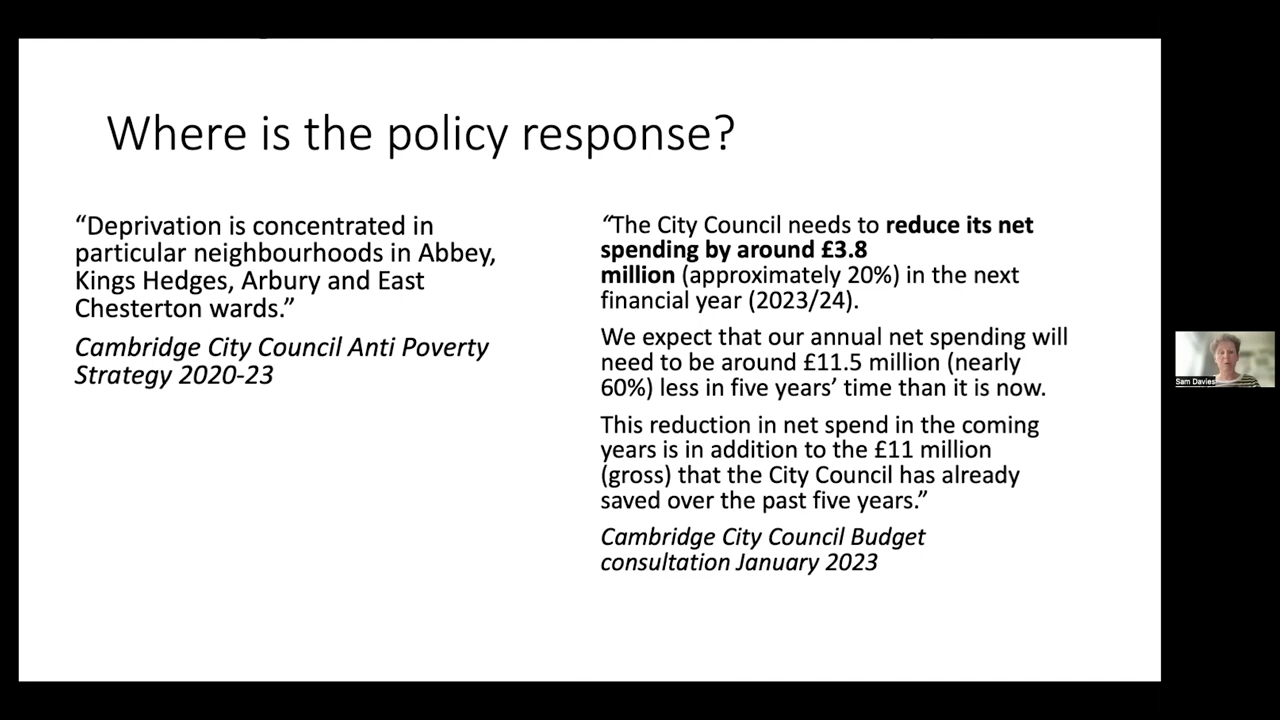 Where is the policy response?
“Deprivation is concentrated in
particular neighbourhoods in Abbey,
Kings Hedges, Arbury and East
Chesterton wards.”
Cambridge City Council Anti Poverty
Strategy 2020-23
“The City Council needs to reduce its net
spending by around £3.8
million (approximately 20%) in the next
financial year (2023/24).
We expect that our annual net spending will
need to be around £11.5 million (nearly
60%) less in five years’ time than it is now.
This reduction in net spend in the coming
years is in addition to the £11 million
(gross) that the City Council has already
saved over the past five years.”
Cambridge City Council Budget
consultation January 2023
Sam Davies